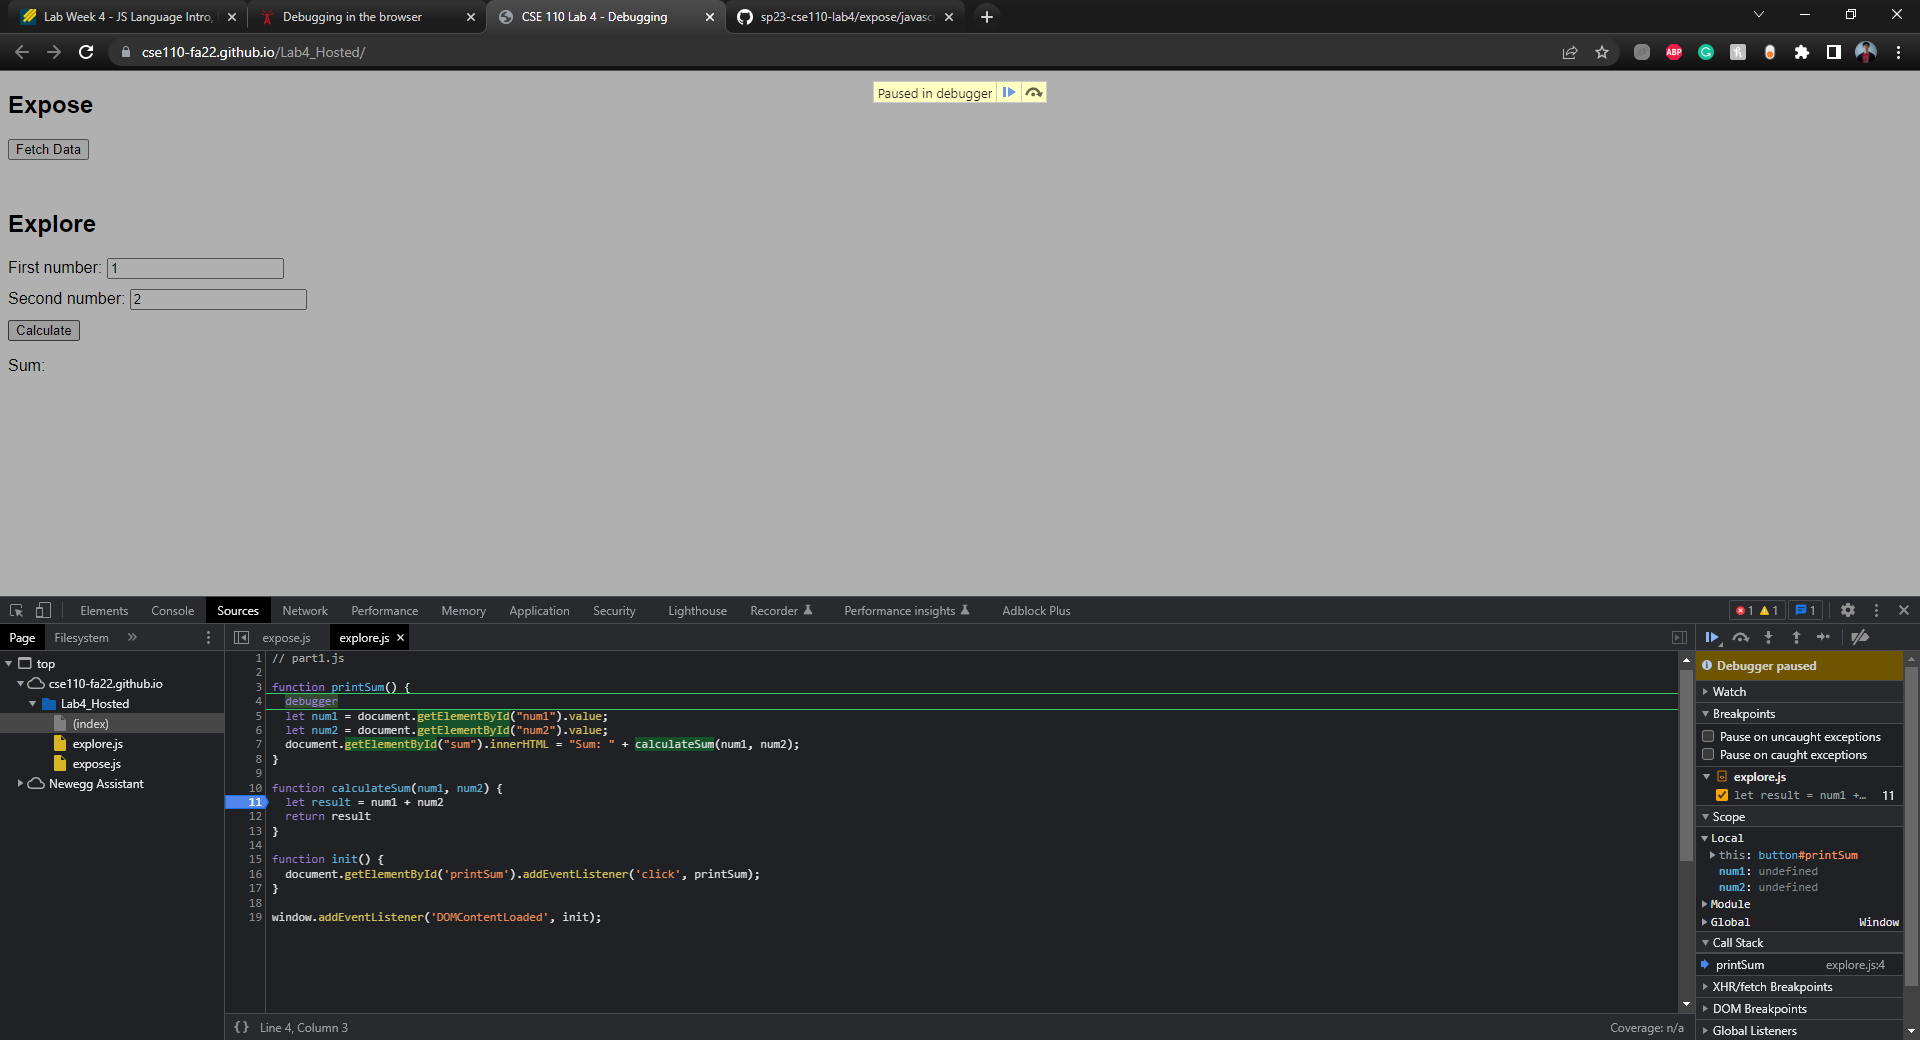 Lab Week 4 - JS Language Intro,
Debugging in the browser
CSE 110 Lab 4 - Debugging
sp23-cse110-lab4/expose/javascr
cse110-fa22.github.io/Lab4_Hosted/
ABP
Paused in debugger
Expose
Fetch Data
Explore
First number: 1
Second number: 2
Calculate
Sum:
Elements Console Sources Network Performance Memory Application Security Lighthouse Recorder Performance insights Adblock Plus 1 1 1
Page Filesystem » expose.js explore.js
top
cse110-fa22.github.io
Lab4_Hosted
(index)
explore.js
expose.js
Newegg Assistant
1 // part1.js
2
3 function printSum() {
4 debugger
5 let num1 = document.getElementById("num1").value;
6 let num2 = document.getElementById("num2").value;
7 document.getElementById("sum").innerHTML = "Sum: " + calculateSum(num1, num2);
8 }
9
10 function calculateSum(num1, num2) {
11 let result = num1 + num2
12 return result
13 }
14
15 function init() {
16 document.getElementById('printSum').addEventListener('click', printSum);
17 }
18
19 window.addEventListener('DOMContentLoaded', init);
{} Line 4, Column 3
Coverage: n/a
Debugger paused
Watch
Breakpoints
Pause on uncaught exceptions
Pause on caught exceptions
explore.js
let result = num1 +… 11
Scope
Local
this: button#printSum
num1: undefined
num2: undefined
Module
Global Window
Call Stack
printSum explore.js:4
XHR/fetch Breakpoints
DOM Breakpoints
Global Listeners